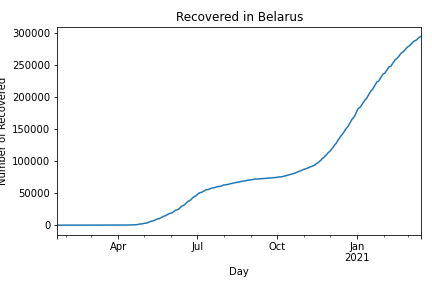 Recovered in Belarus
Number of Recovered
300000
250000
200000
150000
100000
50000
0
Apr
Jul
Oct
Jan
2021
Day